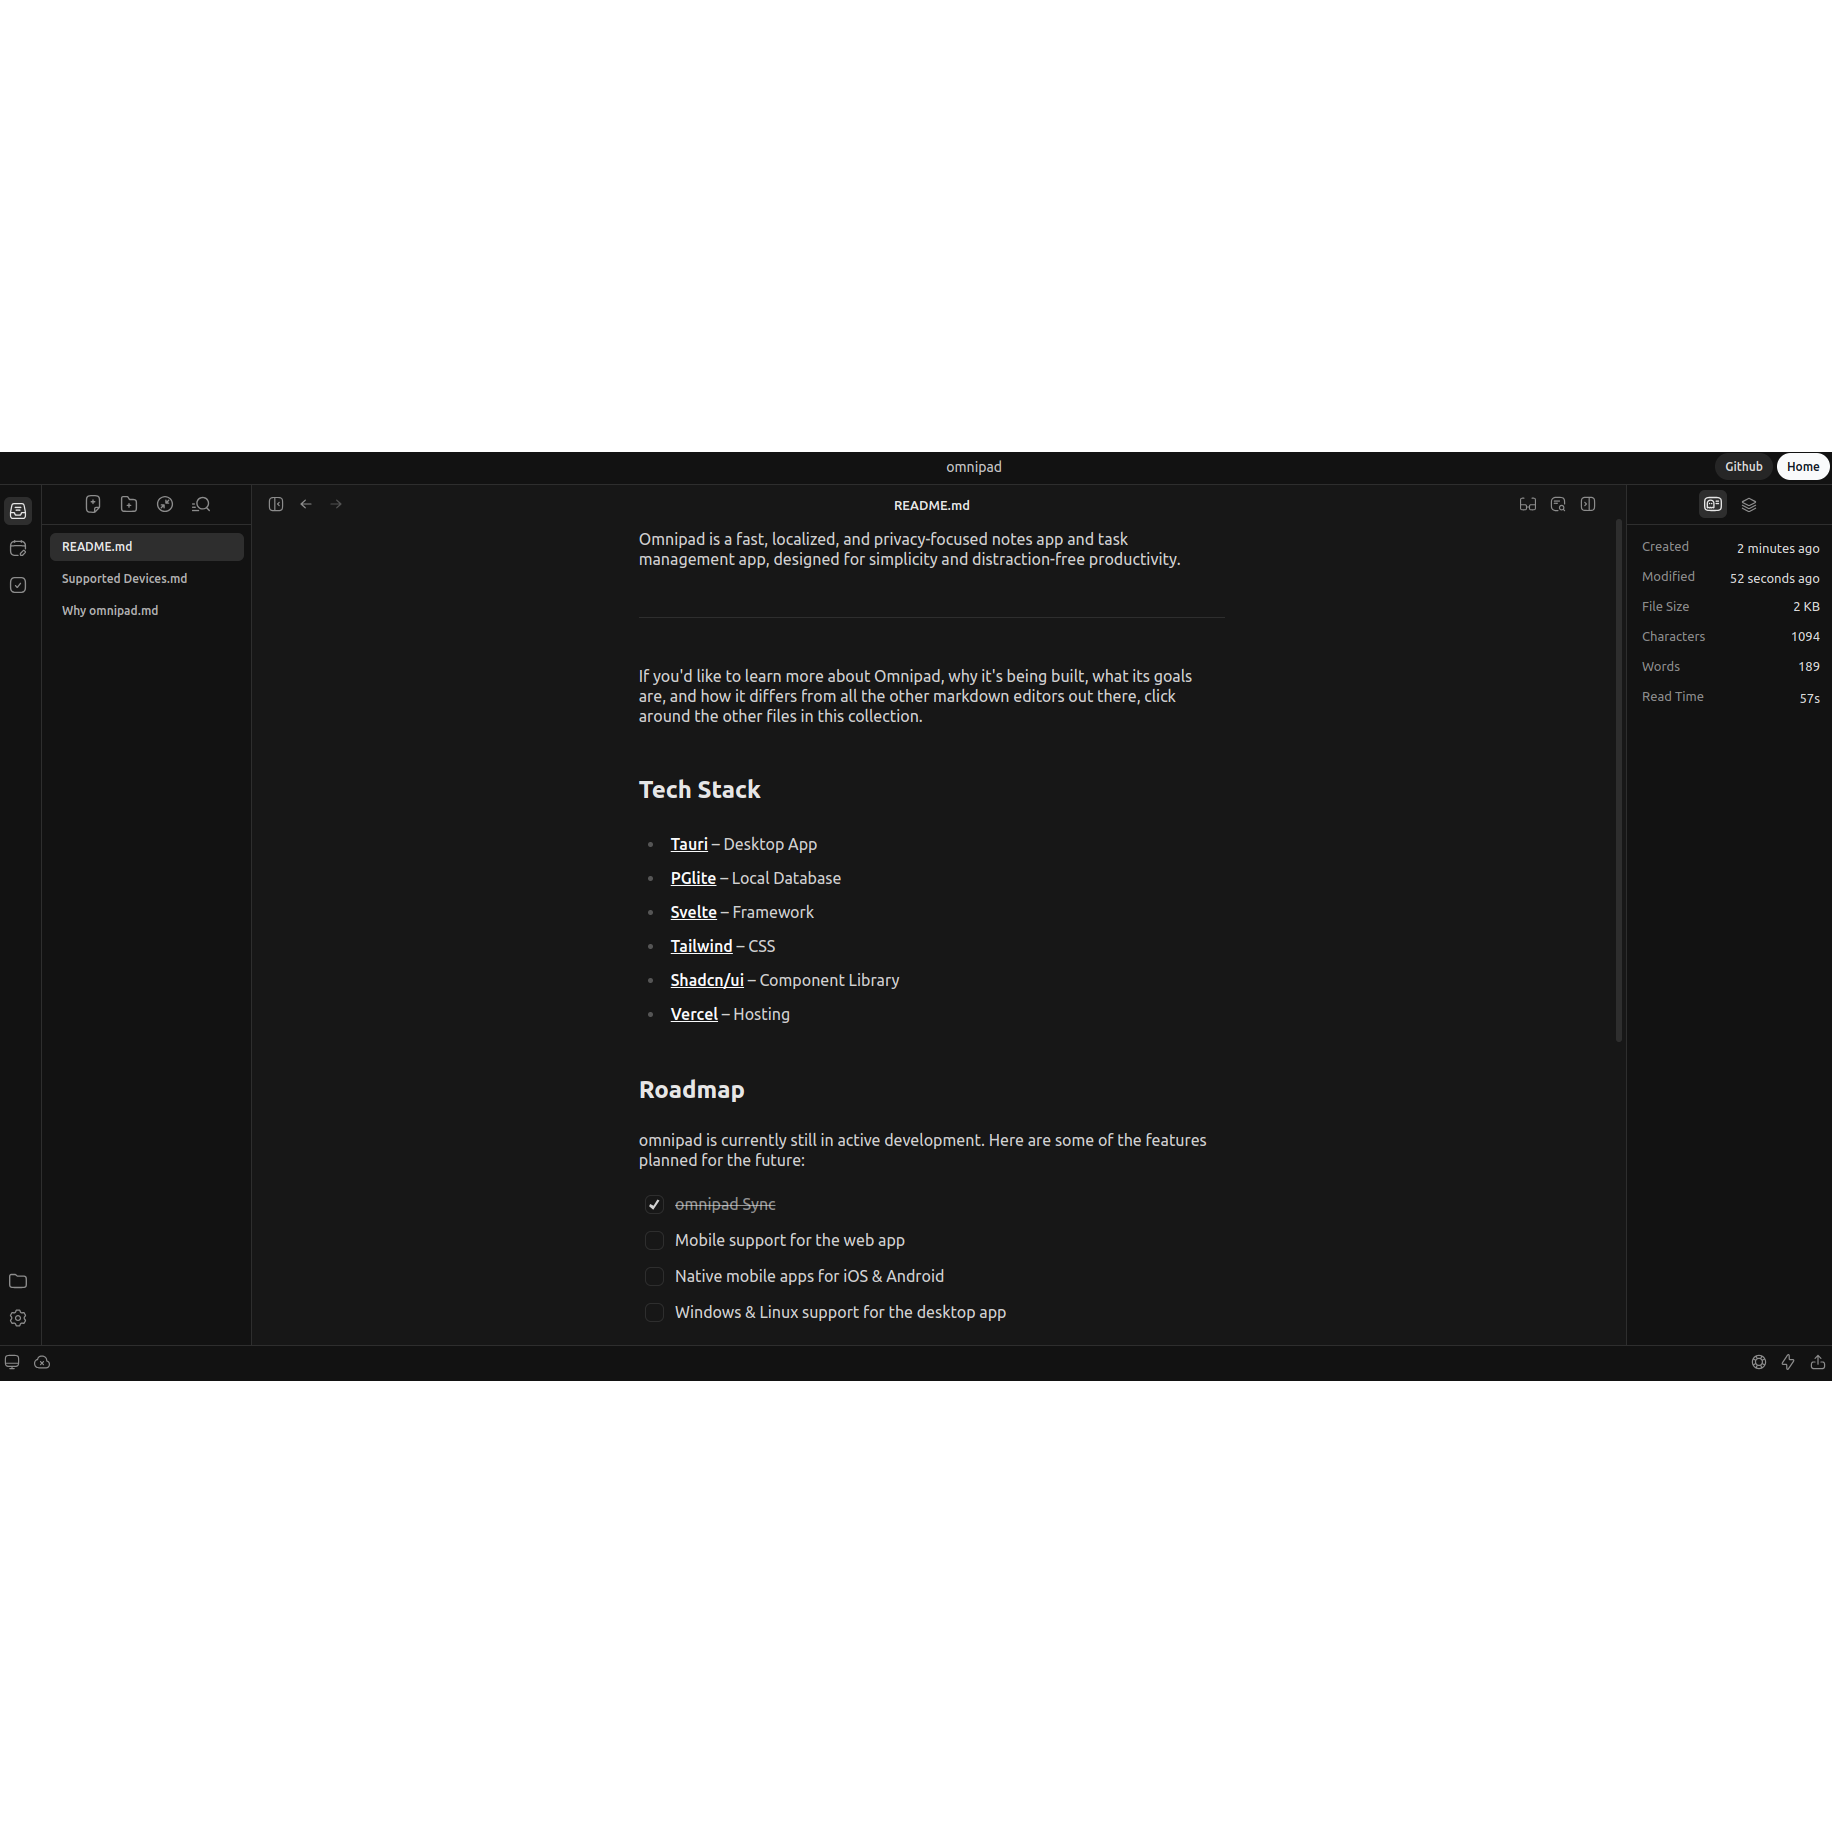 omnipad
Github
Home
README.md
Supported Devices.md
Why omnipad.md
README.md
Omnipad is a fast, localized, and privacy-focused notes app and task
management app, designed for simplicity and distraction-free productivity.
If you'd like to learn more about Omnipad, why it's being built, what its goals
are, and how it differs from all the other markdown editors out there, click
around the other files in this collection.
Tech Stack
• Tauri – Desktop App
• PGlite – Local Database
• Svelte – Framework
• Tailwind – CSS
• Shadcn/ui – Component Library
• Vercel – Hosting
Roadmap
omnipad is currently still in active development. Here are some of the features
planned for the future:
omnipad Sync
Mobile support for the web app
Native mobile apps for iOS & Android
Windows & Linux support for the desktop app
Created 2 minutes ago
Modified 52 seconds ago
File Size 2 KB
Characters 1094
Words 189
Read Time 57s